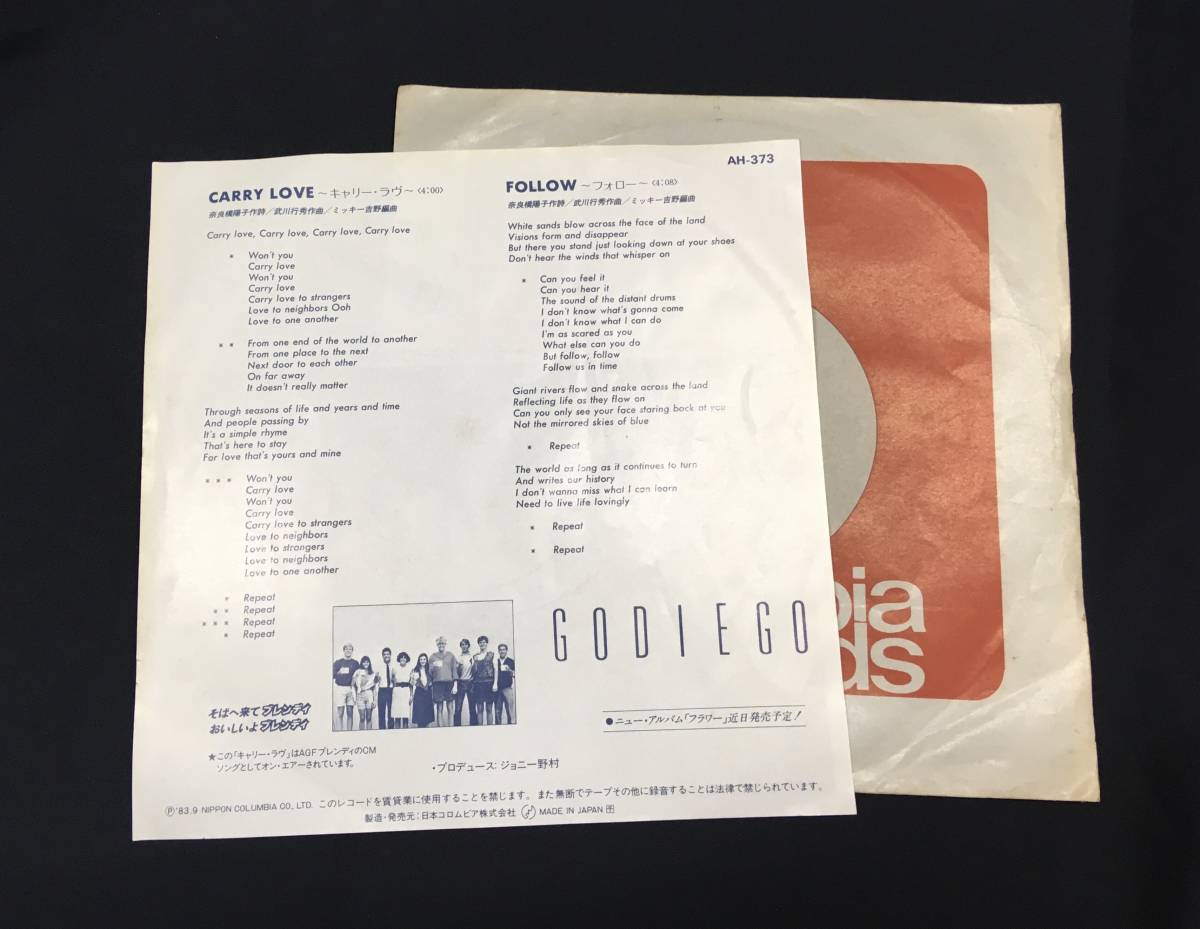 AH-373
CARRY LOVE ～キャリー・ラヴ～〈4:00〉
奈良橋陽子作詩／武川行秀作曲／ミッキー吉野編曲
Carry love, Carry love, Carry love, Carry love
* Won't you
Carry love
Won't you
Carry love
Carry love to strangers
Love to neighbors Ooh
Love to one another
** From one end of the world to another
From one place to the next
Next door to each other
On far away
It doesn't really matter
Through seasons of life and years and time
And people passing by
It's a simple rhyme
That's here to stay
For love that's yours and mine
*** Won't you
Carry love
Won't you
Carry love
Carry love to strangers
Love to neighbors
Love to strangers
Love to neighbors
Love to one another
* Repeat
** Repeat
*** Repeat
* Repeat
FOLLOW ～フォロー～〈4:08〉
奈良橋陽子作詩／武川行秀作曲／ミッキー吉野編曲
White sands blow across the face of the land
Visions form and disappear
But there you stand just looking down at your shoes
Don't hear the winds that whisper on
* Can you feel it
Can you hear it
The sound of the distant drums
I don't know what's gonna come
I don't know what I can do
I'm as scared as you
What else can you do
But follow, follow
Follow us in time
Giant rivers flow and snake across the land
Reflecting life as they flow on
Can you only see your face staring back at you
Not the mirrored skies of blue
* Repeat
The world as long as it continues to turn
And writes our history
I don't wanna miss what I can learn
Need to live life lovingly
* Repeat
* Repeat
GODIEGO
そばへ来てブレンディ
おいしいよブレンディ
●ニュー・アルバム「フラワー」近日発売予定！
★この「キャリー・ラヴ」はAGFブレンディのCM
ソングとしてオン・エアーされています。
・プロデュース：ジョニー野村
Ⓟ'83.9 NIPPON COLUMBIA CO., LTD. このレコードを賃貸業に使用することを禁じます。また無断でテープその他に録音することは法律で禁じられています。
製造・発売元：日本コロムビア株式会社 MADE IN JAPAN
bia
ds